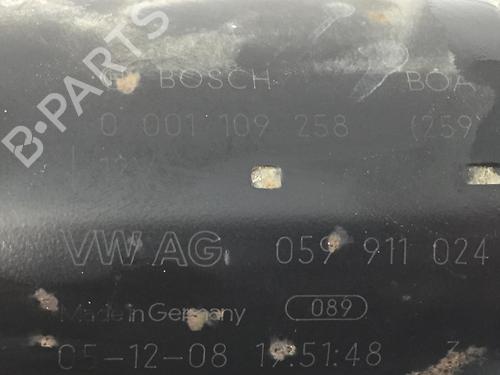 B-PARTS
BOSCH BOA
0 001 109 258 (259)
VW AG. 059 911 024
Made in Germany 089
05-12-08 19:51:48 3